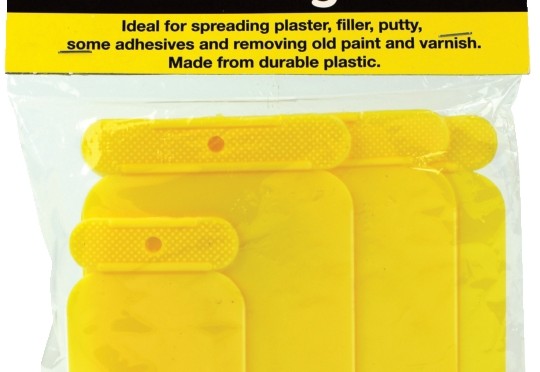 Ideal for spreading plaster, filler, putty,
some adhesives and removing old paint and varnish.
Made from durable plastic.